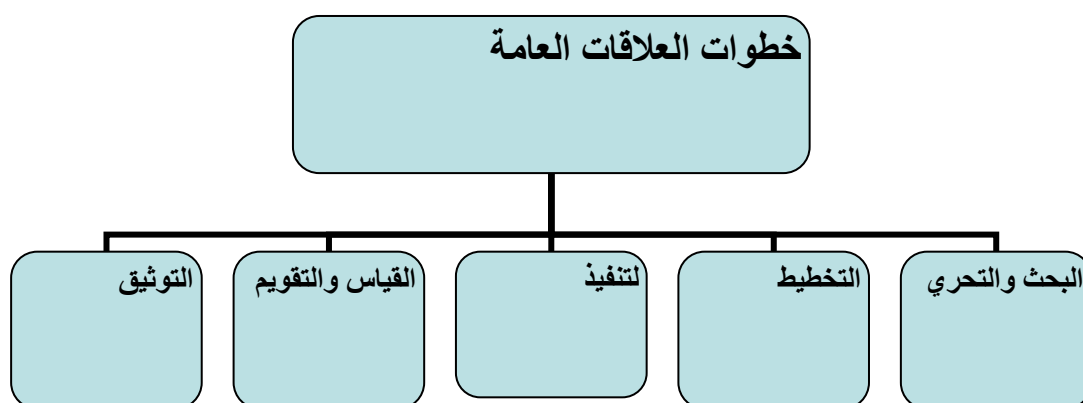 خطوات العلاقات العامة
البحث والتحري
التخطيط
لتنفيذ
القياس والتقويم
التوثيق